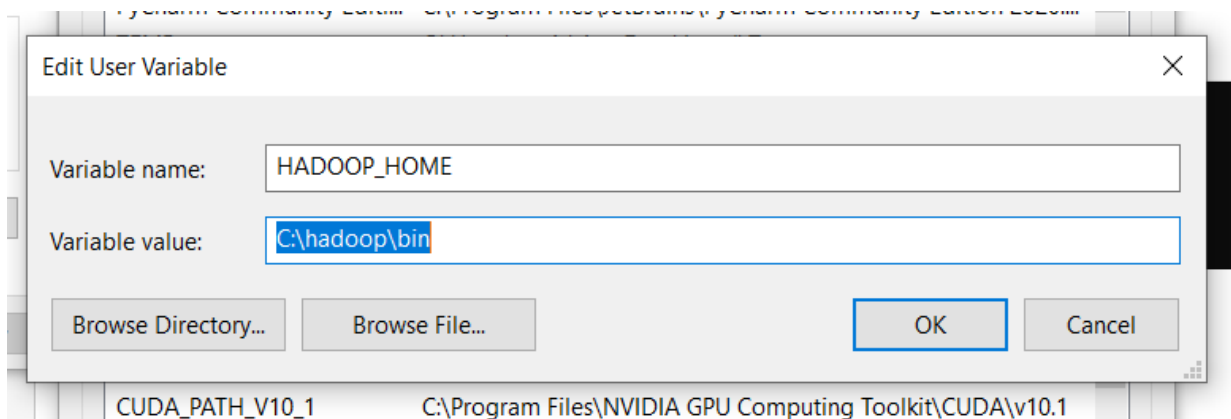 Edit User Variable
Variable name: HADOOP_HOME
Variable value: C:\hadoop\bin
Browse Directory... Browse File... OK Cancel
CUDA_PATH_V10_1 C:\Program Files\NVIDIA GPU Computing Toolkit\CUDA\v10.1